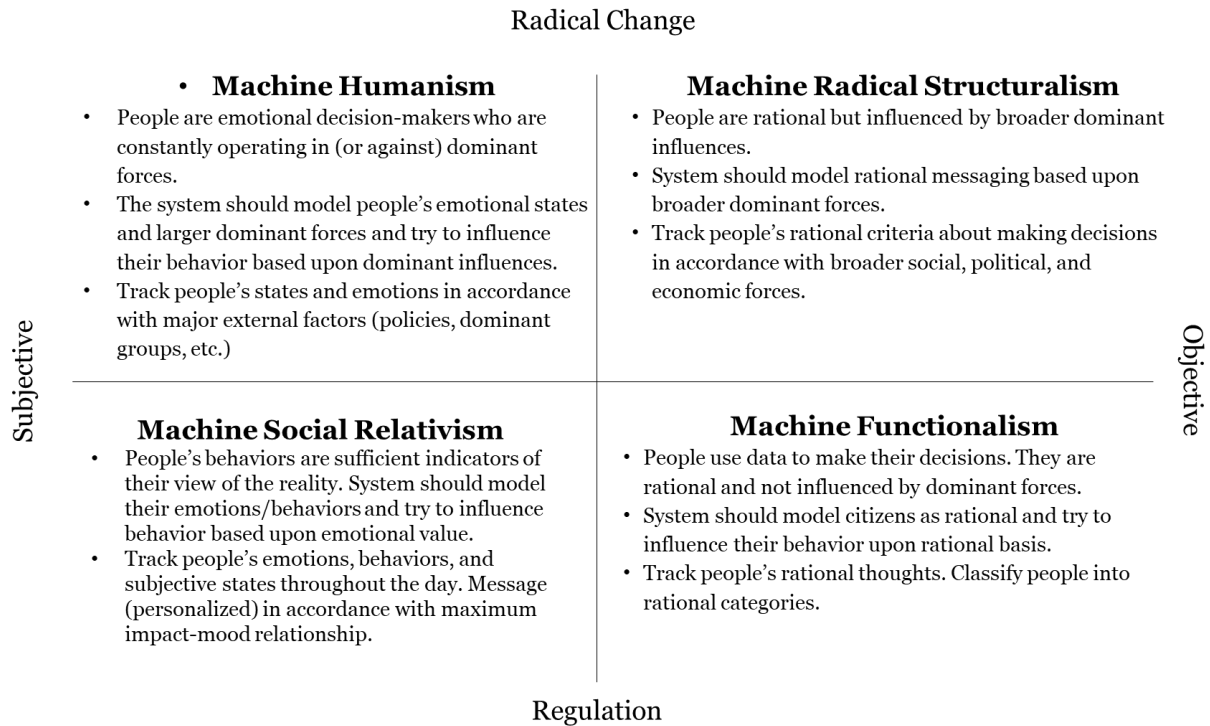 Radical Change
• Machine Humanism
• People are emotional decision-makers who are
constantly operating in (or against) dominant
forces.
• The system should model people's emotional states
and larger dominant forces and try to influence
their behavior based upon dominant influences.
• Track people's states and emotions in accordance
with major external factors (policies, dominant
groups, etc.)
Machine Radical Structuralism
• People are rational but influenced by broader dominant
influences.
• System should model rational messaging based upon
broader dominant forces.
• Track people's rational criteria about making decisions
in accordance with broader social, political, and
economic forces.
Subjective
Objective
Machine Social Relativism
• People's behaviors are sufficient indicators of
their view of the reality. System should model
their emotions/behaviors and try to influence
behavior based upon emotional value.
• Track people's emotions, behaviors, and
subjective states throughout the day. Message
(personalized) in accordance with maximum
impact-mood relationship.
Machine Functionalism
• People use data to make their decisions. They are
rational and not influenced by dominant forces.
• System should model citizens as rational and try to
influence their behavior upon rational basis.
• Track people's rational thoughts. Classify people into
rational categories.
Regulation